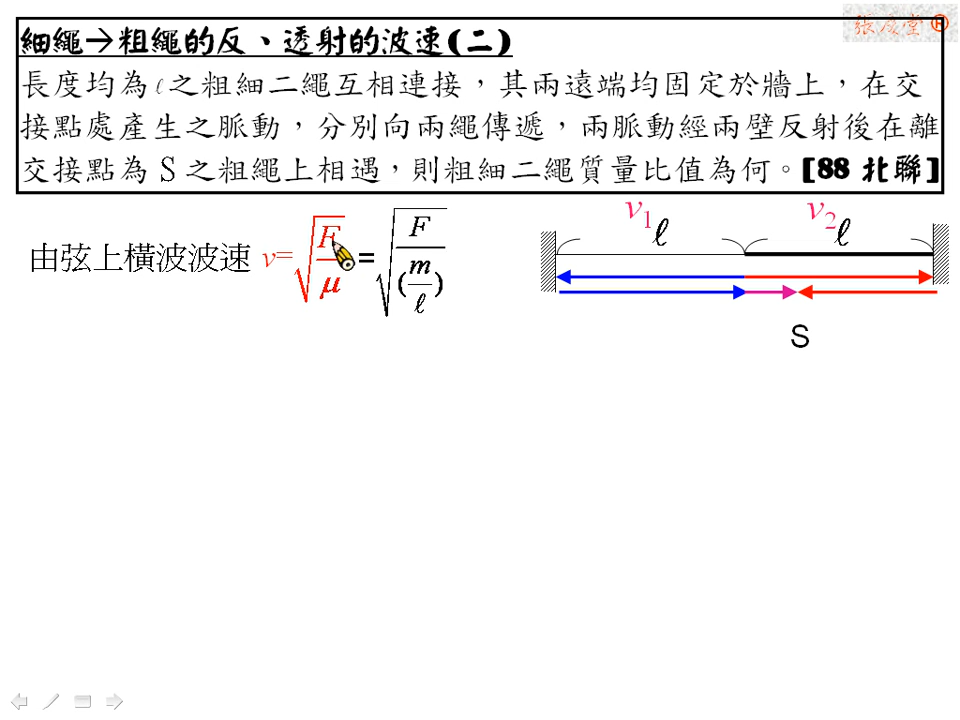 張慶堂®
細繩→粗繩的反、透射的波速(二)
長度均為ℓ之粗細二繩互相連接，其兩遠端均固定於牆上，在交
接點處產生之脈動，分別向兩繩傳遞，兩脈動經兩壁反射後在離
交接點為 S 之粗繩上相遇，則粗細二繩質量比值為何。[88 北聯]
v₁ ℓ v₂ ℓ
由弦上橫波波速 v=√(F/μ)=√(F/(m/ℓ))
S